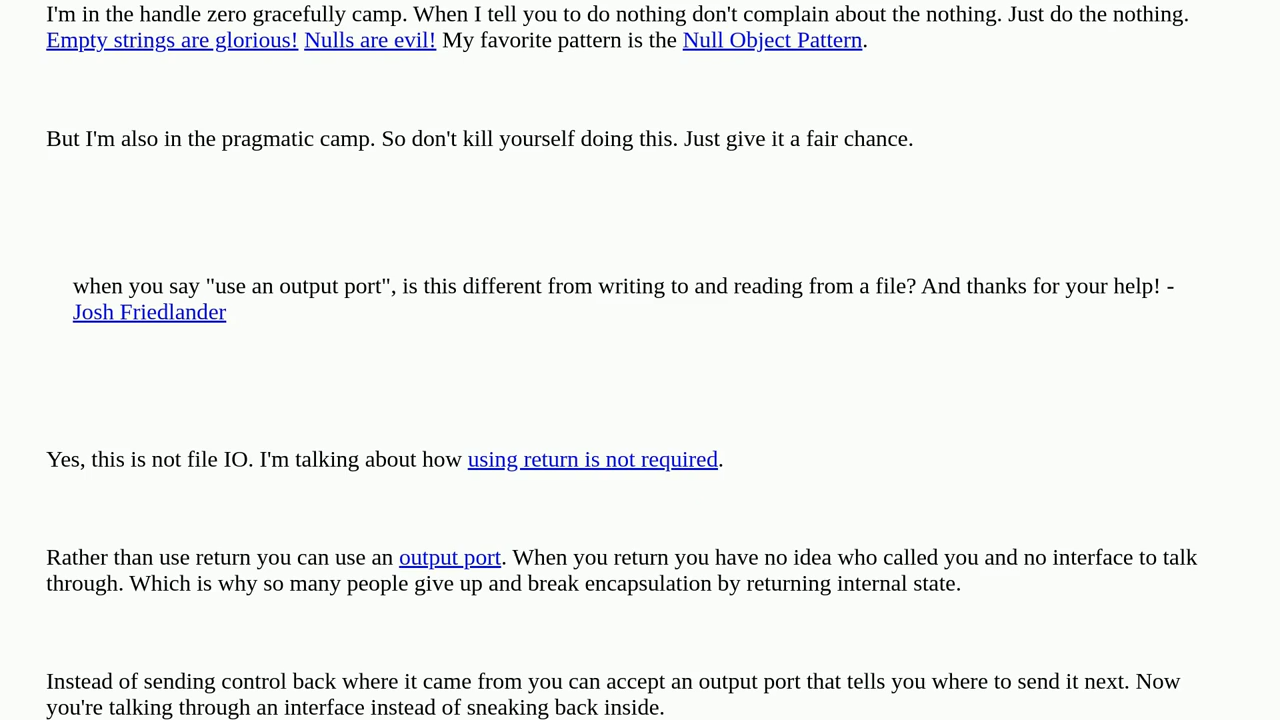 I'm in the handle zero gracefully camp. When I tell you to do nothing don't complain about the nothing. Just do the nothing.
Empty strings are glorious! Nulls are evil! My favorite pattern is the Null Object Pattern.
But I'm also in the pragmatic camp. So don't kill yourself doing this. Just give it a fair chance.
when you say "use an output port", is this different from writing to and reading from a file? And thanks for your help! -
Josh Friedlander
Yes, this is not file IO. I'm talking about how using return is not required.
Rather than use return you can use an output port. When you return you have no idea who called you and no interface to talk
through. Which is why so many people give up and break encapsulation by returning internal state.
Instead of sending control back where it came from you can accept an output port that tells you where to send it next. Now
you're talking through an interface instead of sneaking back inside.